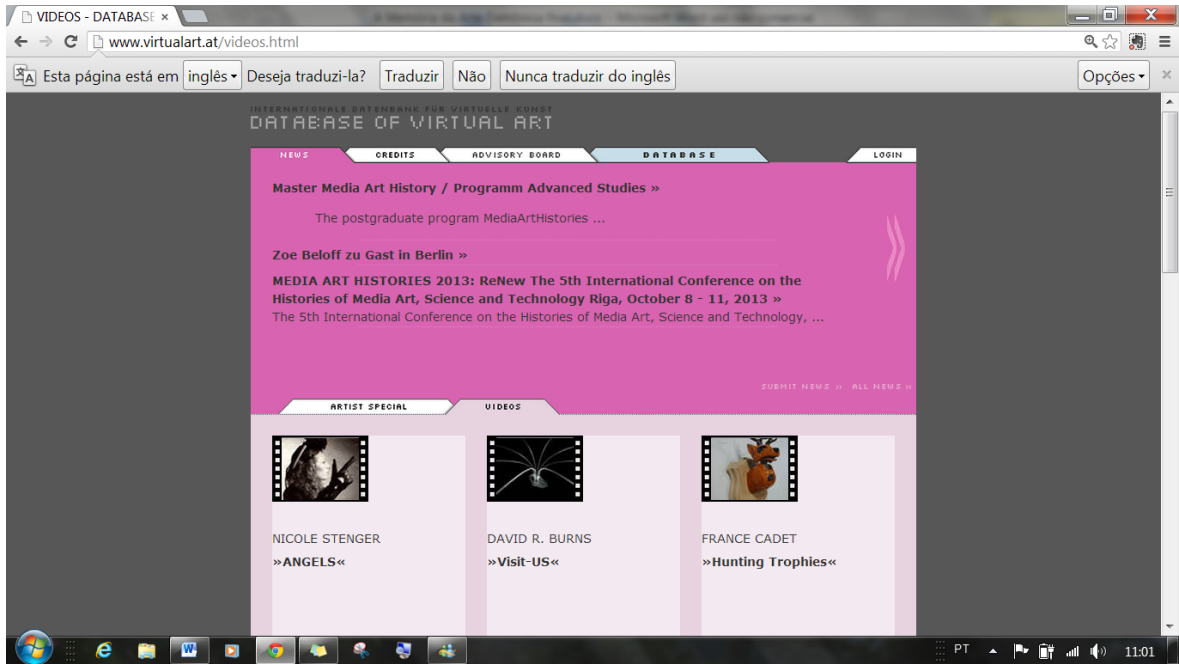 VIDEOS - DATABASE
www.virtualart.at/videos.html
Esta página está em inglês Deseja traduzi-la? Traduzir Não Nunca traduzir do inglês Opções
INTERNATIONALE DATENBANK FÜR VIRTUELLE KUNST
DATABASE OF VIRTUAL ART
NEWS CREDITS ADVISORY BOARD DATABASE LOGIN
Master Media Art History / Programm Advanced Studies »
The postgraduate program MediaArtHistories ...
Zoe Beloff zu Gast in Berlin »
MEDIA ART HISTORIES 2013: ReNew The 5th International Conference on the
Histories of Media Art, Science and Technology Riga, October 8 - 11, 2013 »
The 5th International Conference on the Histories of Media Art, Science and Technology, ...
SUBMIT NEWS » ALL NEWS »
ARTIST SPECIAL VIDEOS
NICOLE STENGER DAVID R. BURNS FRANCE CADET
»ANGELS« »Visit-US« »Hunting Trophies«
PT 11:01